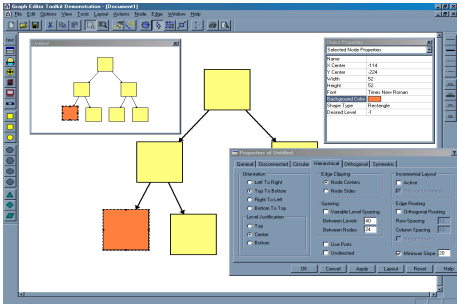 Graph Editor Toolkit Demonstration - [Document1]
File Edit Options View Tools Layout Actions Node Edge Window Help
text
Untitled
Object Properties
Selected Node Properties
Name
X Center -114
Y Center -224
Width 52
Height 52
Font Times New Roman
Background Color
Shape Type Rectangle
Desired Level -1
Properties of Untitled
General Disconnected Circular Hierarchical Orthogonal Symmetric
Orientation
Left To Right
Top To Bottom
Right To Left
Bottom To Top
Level Justification
Top
Center
Bottom
Edge Clipping
Node Centers
Node Sides
Spacing
Variable Level Spacing
Between Levels 40
Between Nodes 24
Use Ports
Undirected
Incremental Layout
Active
Edge Routing
Orthogonal Routing
Row Spacing
Column Spacing
Minimum Slope 20
OK Cancel Apply Layout Reset Help